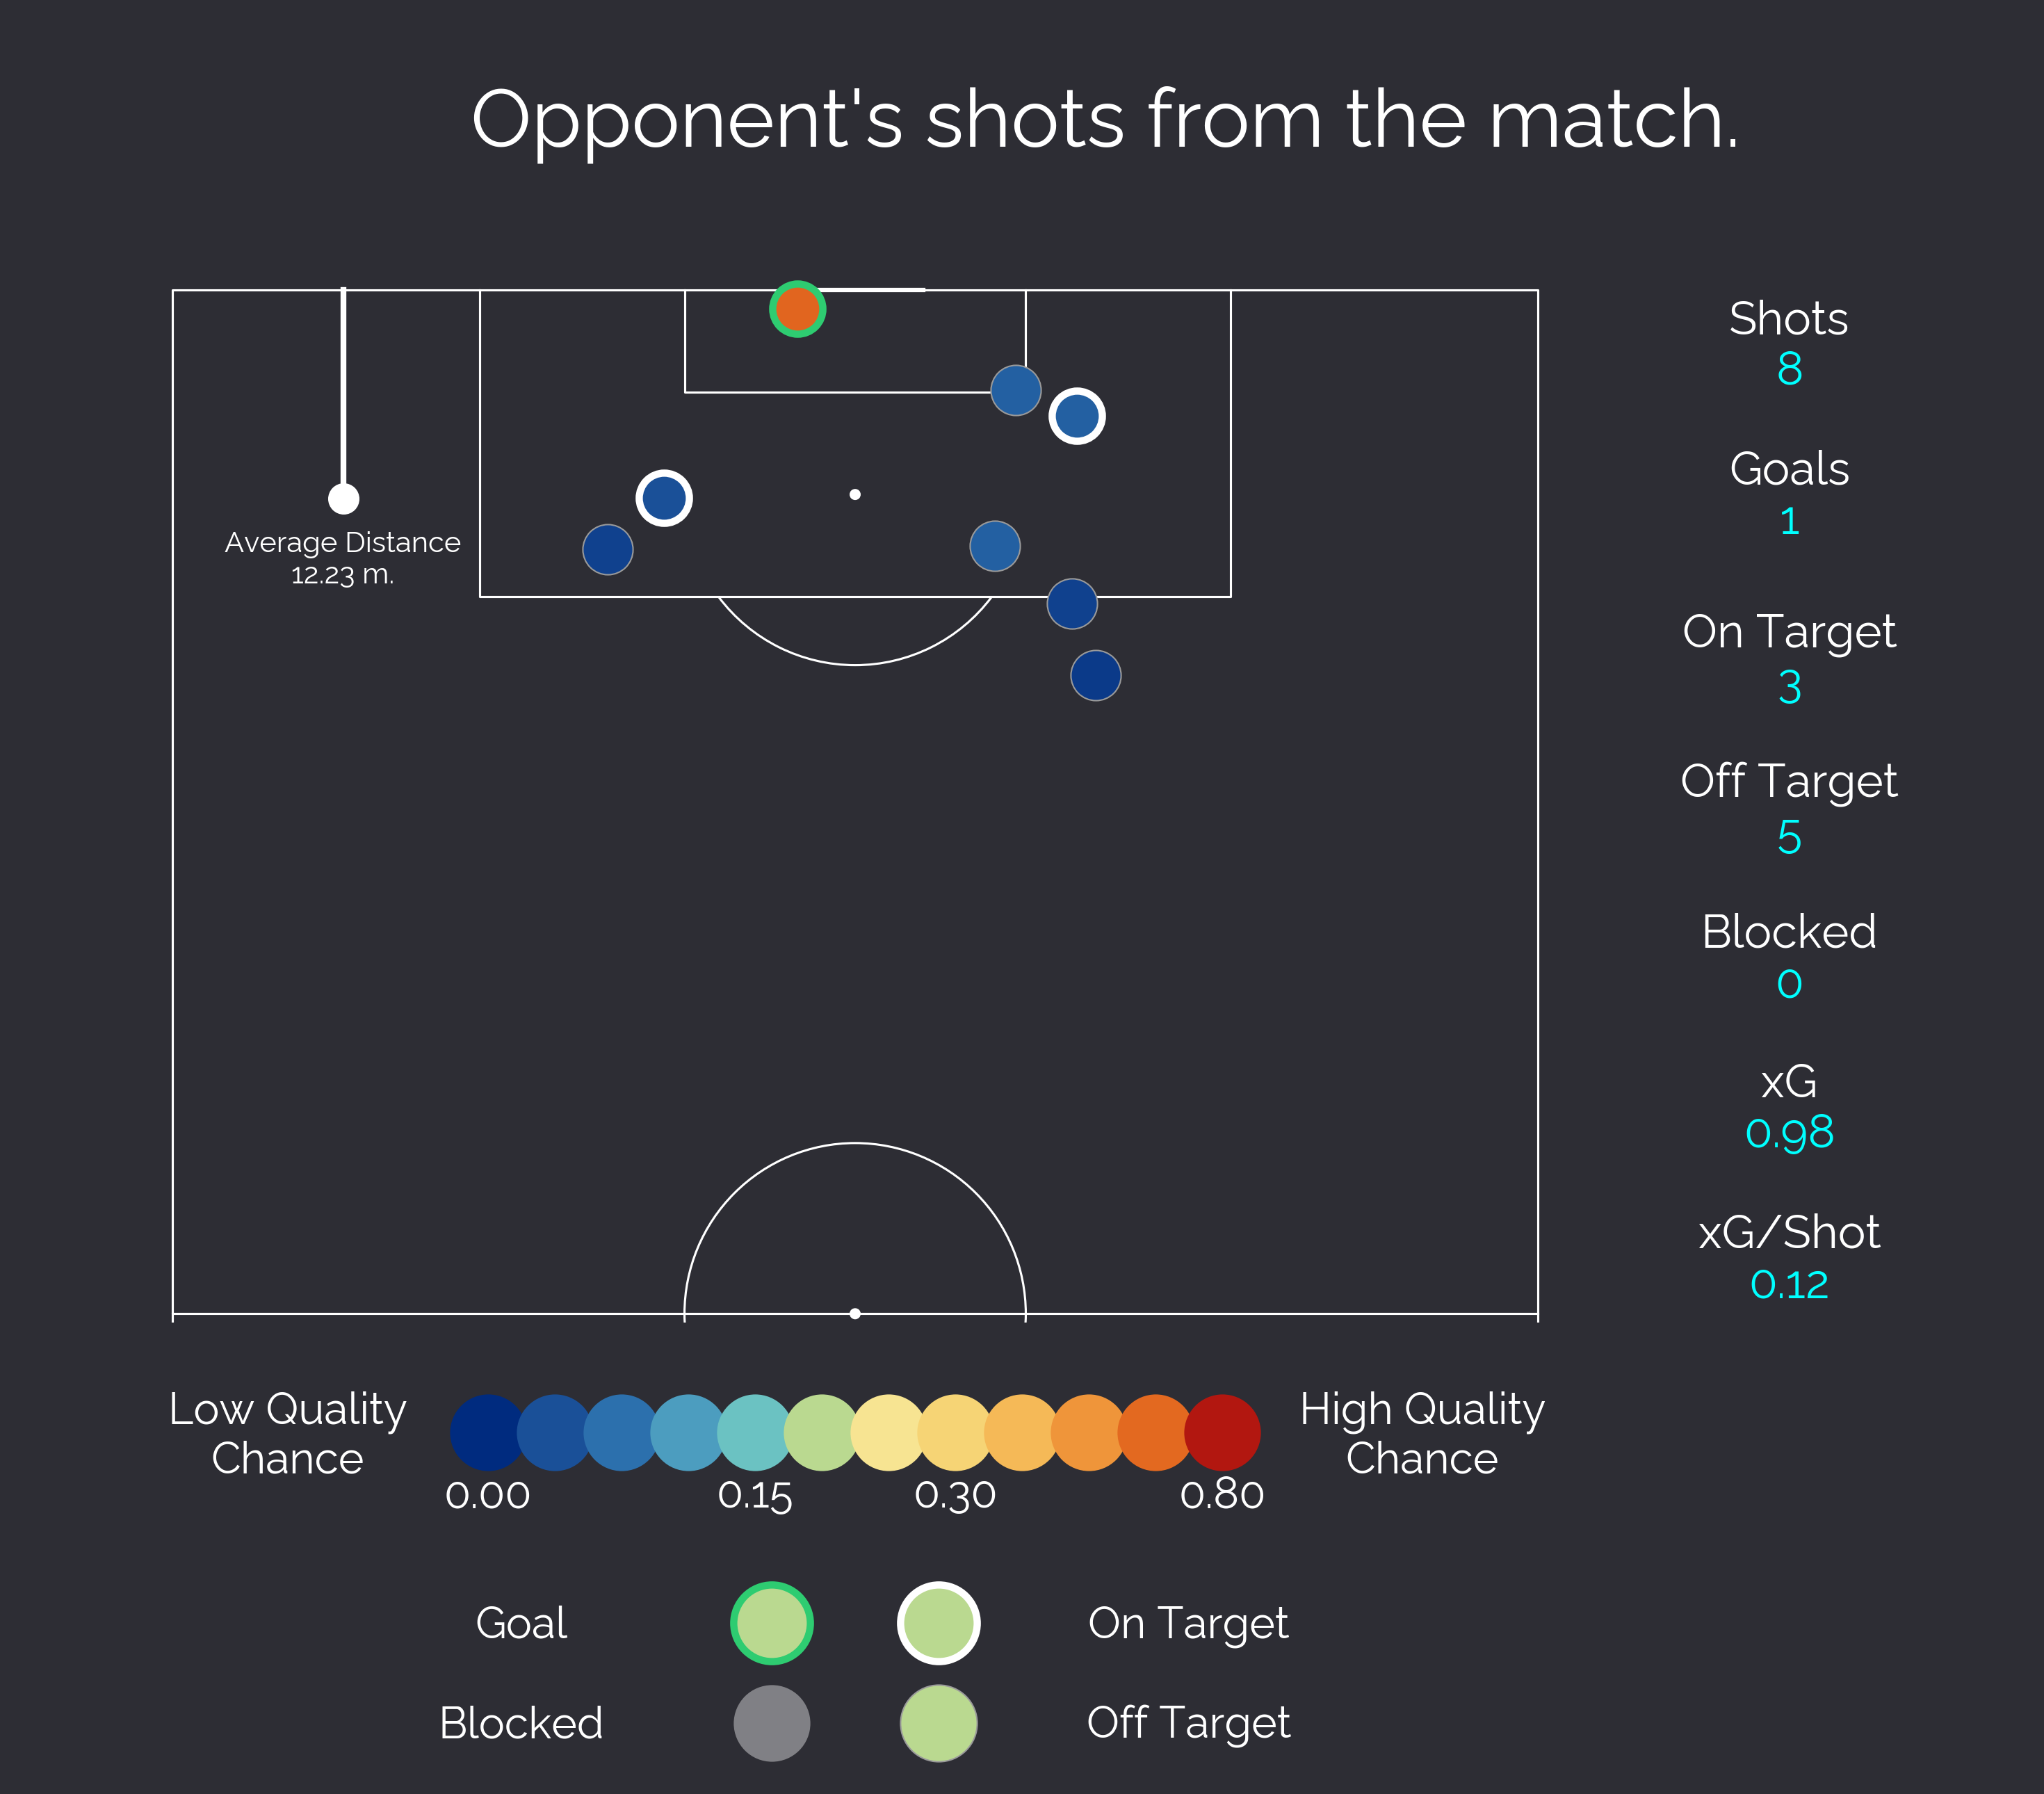 Opponent's shots from the match.
Average Distance
12.23 m.
Shots
8
Goals
1
On Target
3
Off Target
5
Blocked
0
xG
0.98
xG/Shot
0.12
Low Quality
Chance
0.00
0.15
0.30
0.80
High Quality
Chance
Goal
On Target
Blocked
Off Target